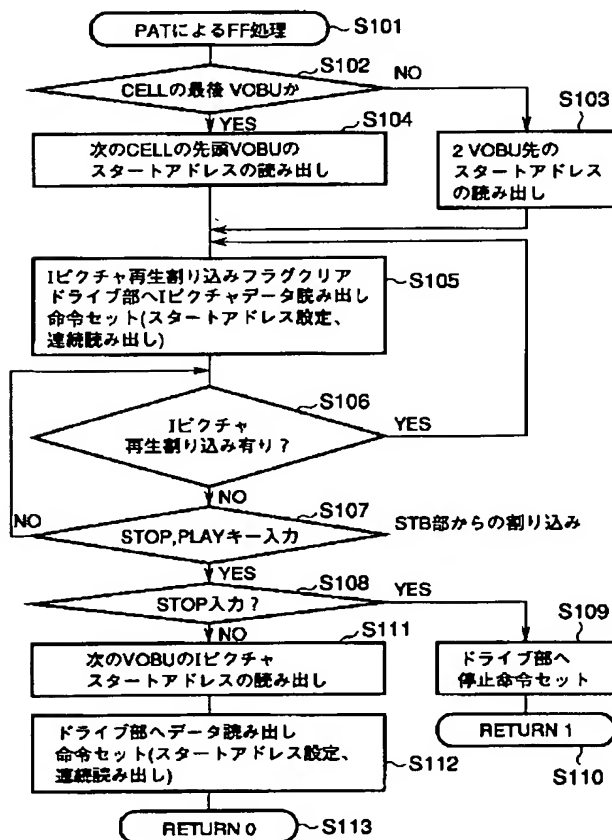 PATによるFF処理
S101
S102
CELLの最後 VOBUか
NO
YES
S104
S103
次のCELLの先頭VOBUの
スタートアドレスの読み出し
2 VOBU先の
スタートアドレス
の読み出し
Iピクチャ再生割り込みフラグクリア
ドライブ部へIピクチャデータ読み出し
命令セット(スタートアドレス設定、
連続読み出し)
S105
S106
Iピクチャ
再生割り込み有り?
YES
NO
S107
NO
STOP,PLAYキー入力
STB部からの割り込み
YES
S108
STOP入力?
YES
NO
S111
S109
次のVOBUのIピクチャ
スタートアドレスの読み出し
ドライブ部へ
停止命令セット
ドライブ部へデータ読み出し
命令セット(スタートアドレス設定、
連続読み出し)
S112
RETURN 1
S110
RETURN 0
S113